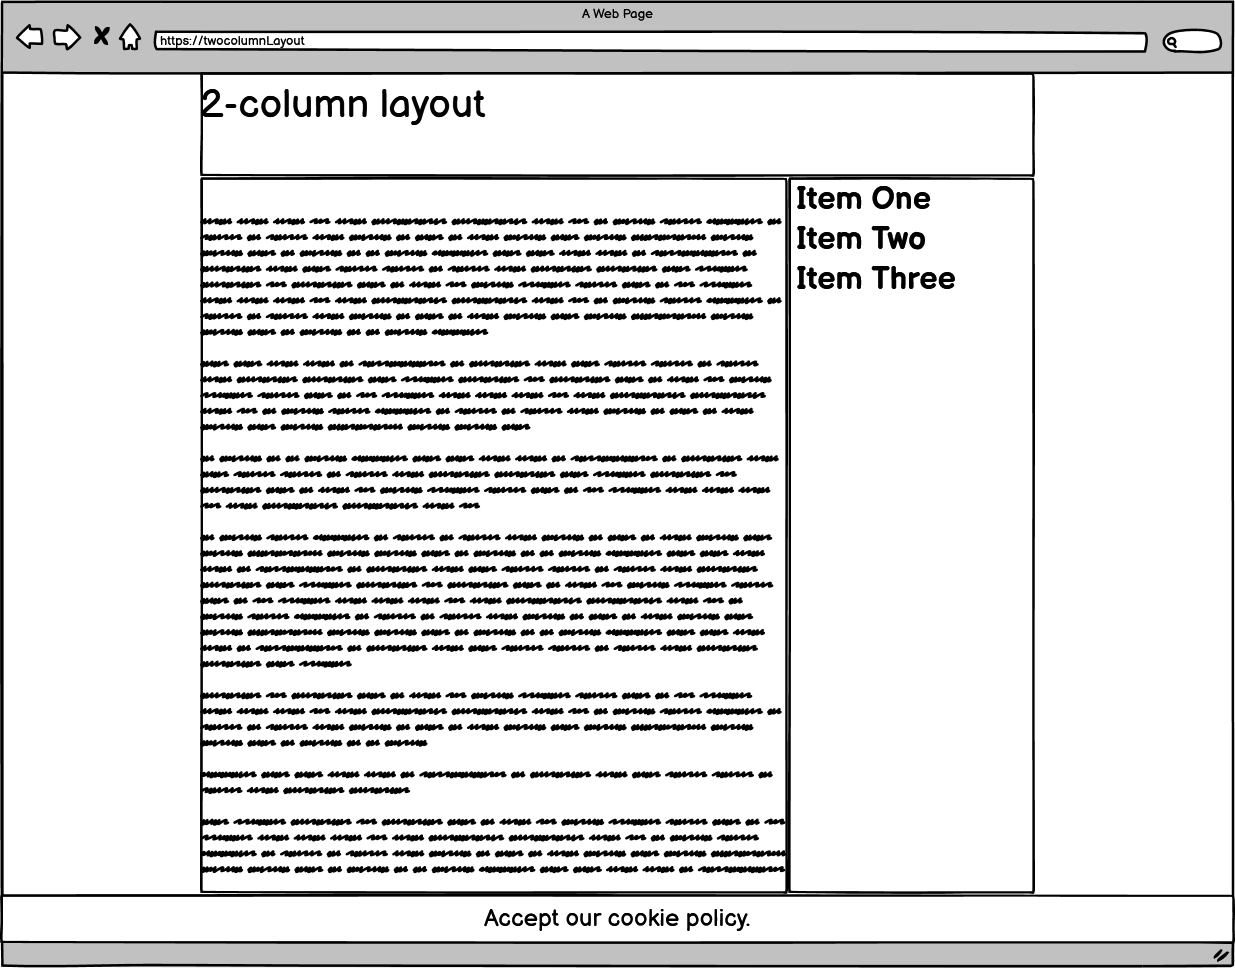 A Web Page
https://twocolumnLayout
2-column layout
Item One
Item Two
Item Three
Accept our cookie policy.